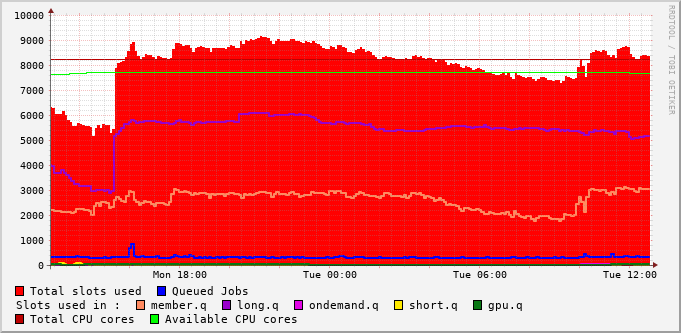 RRDTOOL / TOBI OETIKER
10000
9000
8000
7000
6000
5000
4000
3000
2000
1000
0
Mon 18:00 Tue 00:00 Tue 06:00 Tue 12:00
Total slots used Queued Jobs
Slots used in : member.q long.q ondemand.q short.q gpu.q
Total CPU cores Available CPU cores